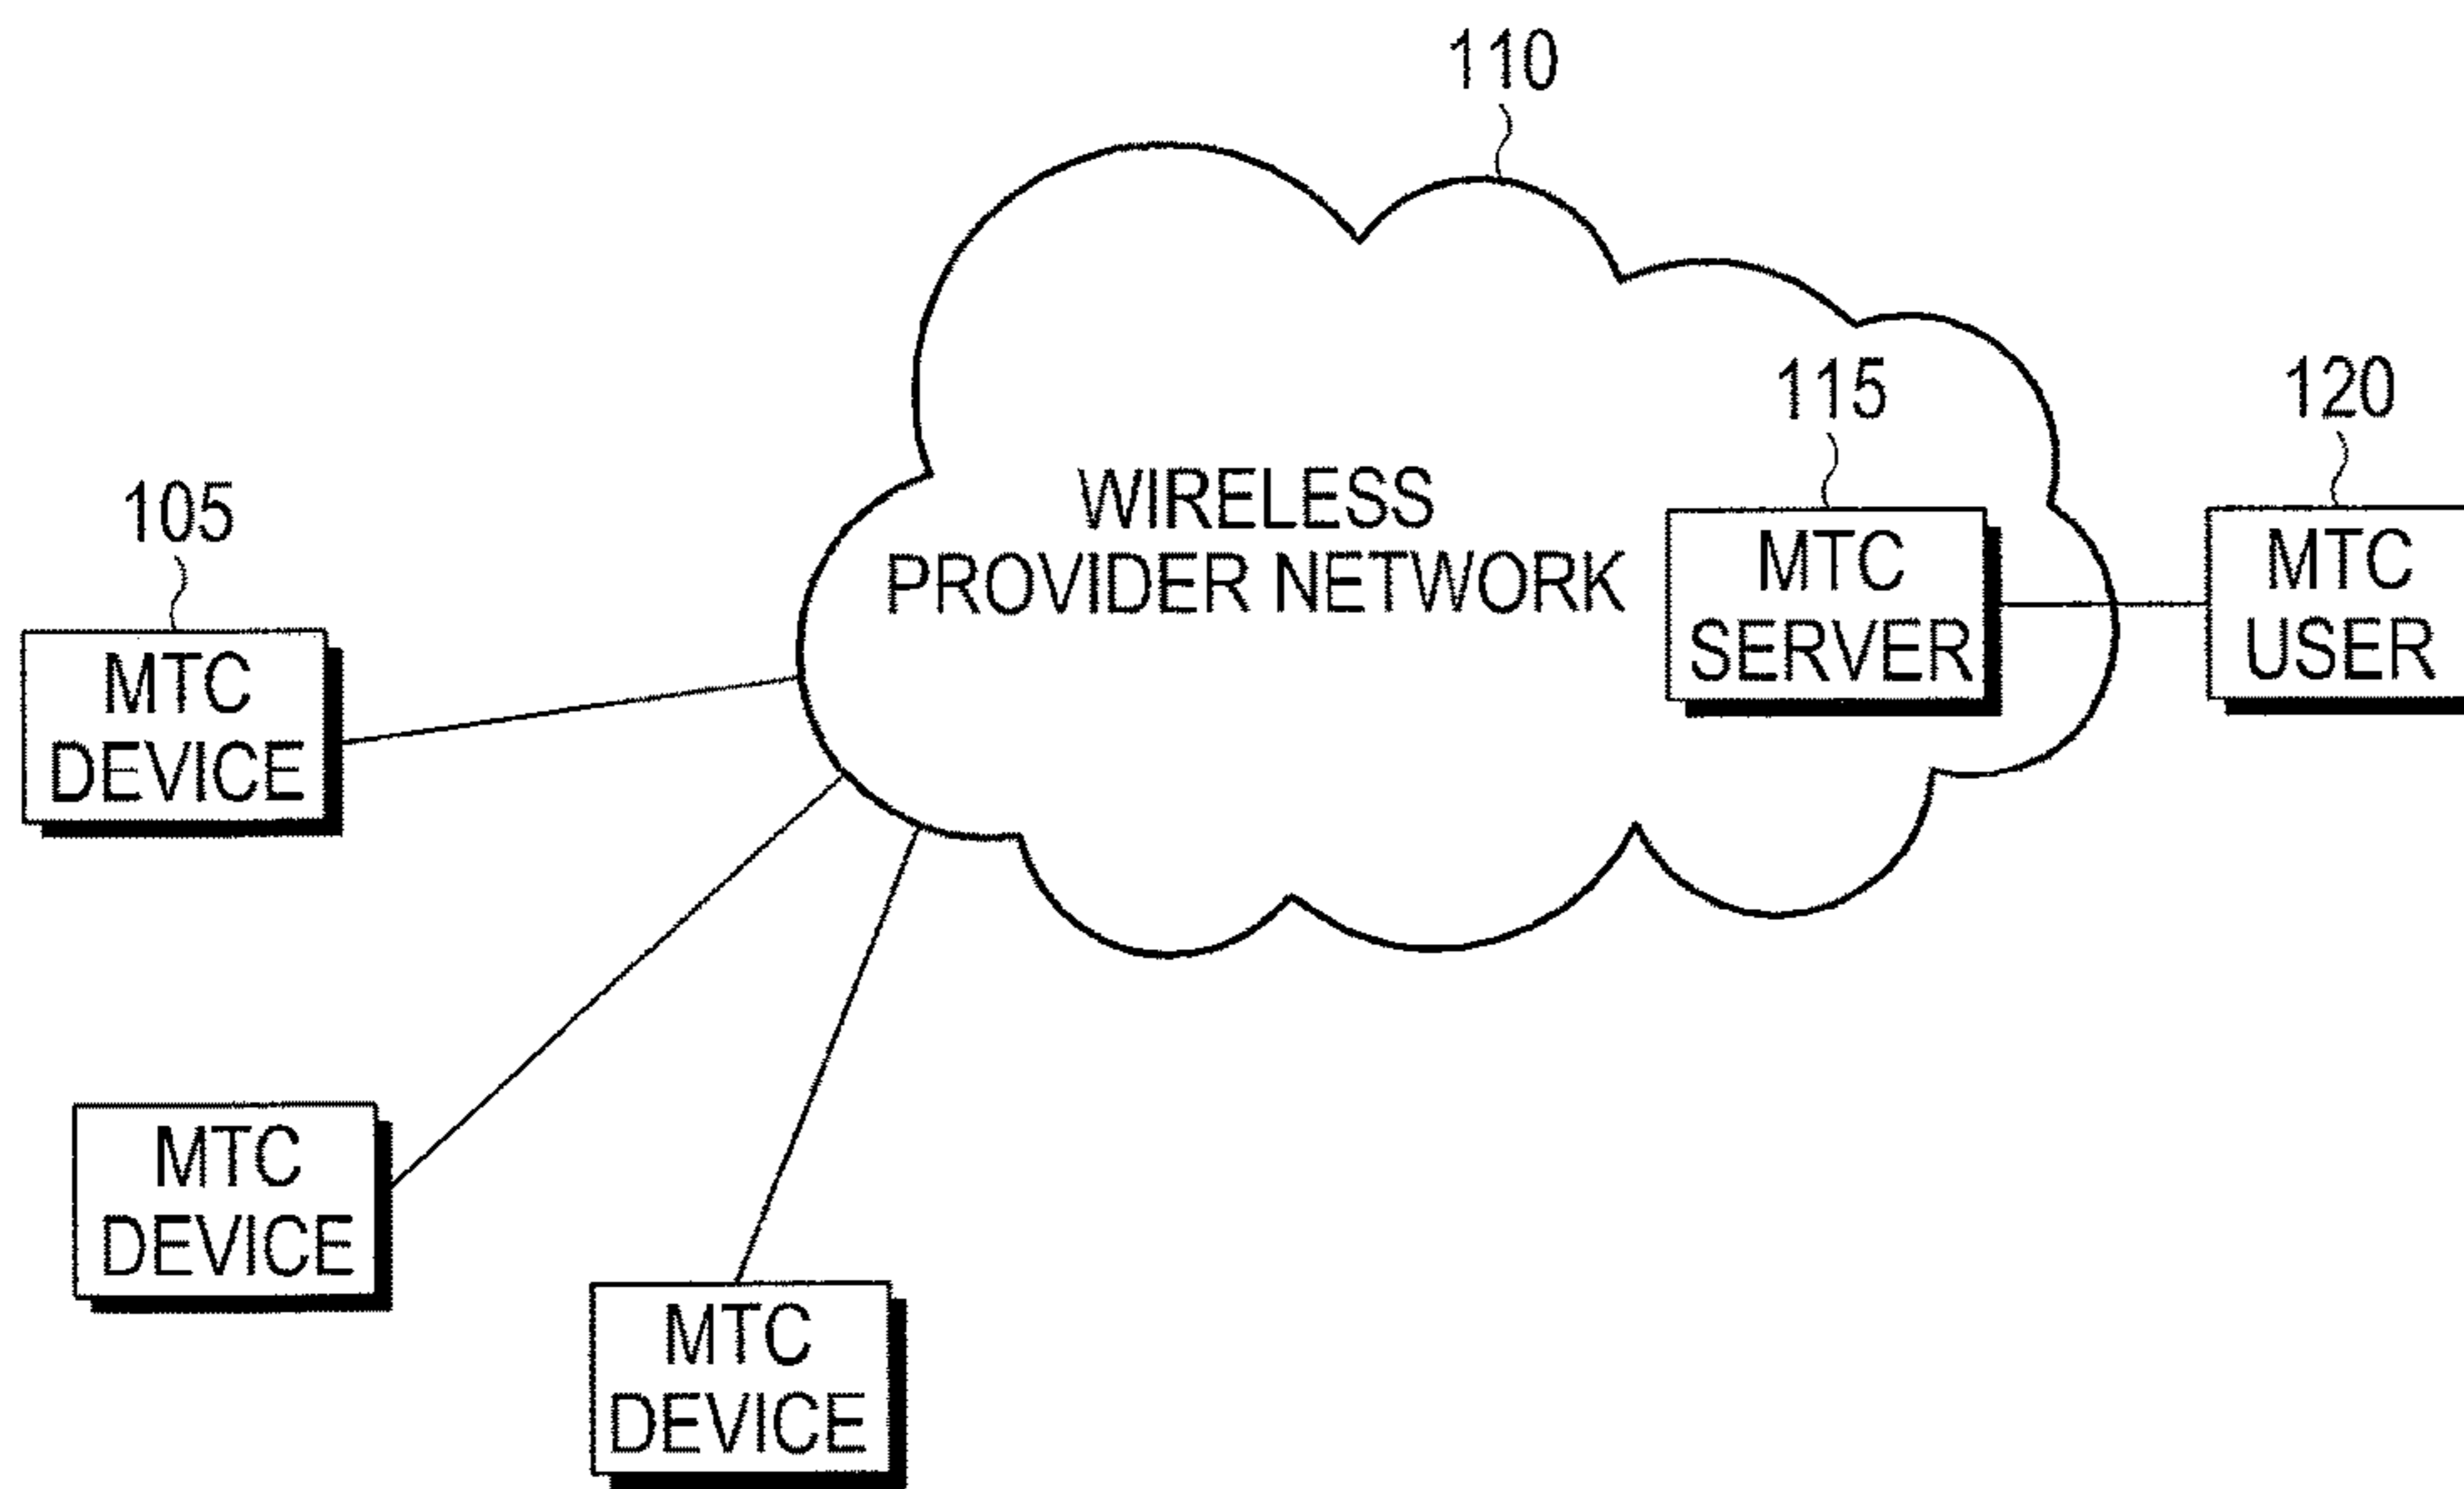 110
115
120
WIRELESS
PROVIDER NETWORK
MTC
SERVER
MTC
USER
105
MTC
DEVICE
MTC
DEVICE
MTC
DEVICE